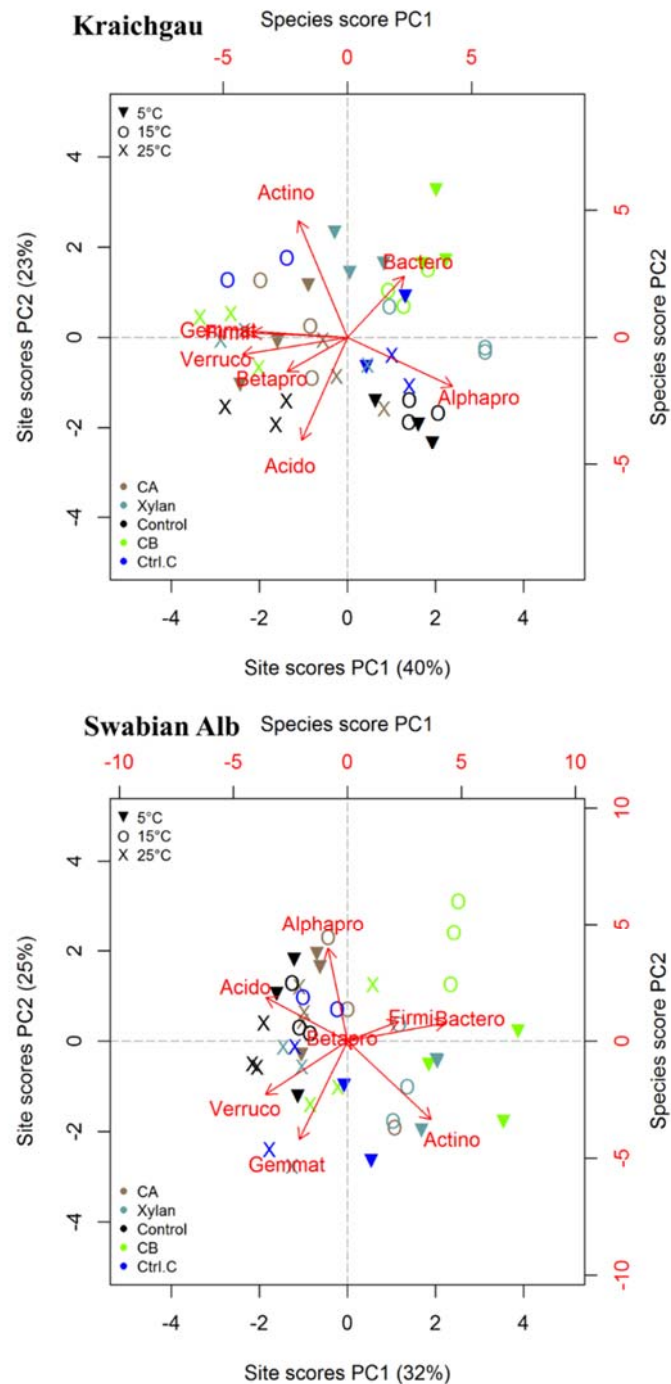 Kraichgau
Species score PC1
-5 0 5
▼ 5°C
O 15°C
X 25°C
4
2
0
-2
-4
Site scores PC2 (23%)
5
0
-5
Species score PC2
Actino
Bactero
Gemmat
Verruco
Betapro
Alphapro
Acido
CA
Xylan
Control
CB
Ctrl.C
-4 -2 0 2 4
Site scores PC1 (40%)
Swabian Alb
Species score PC1
-10 -5 0 5 10
▼ 5°C
O 15°C
X 25°C
4
2
0
-2
-4
Site scores PC2 (25%)
10
5
0
-5
-10
Species score PC2
Alphapro
Acido
Firmi
Bactero
Betapro
Verruco
Actino
Gemmat
CA
Xylan
Control
CB
Ctrl.C
-4 -2 0 2 4
Site scores PC1 (32%)